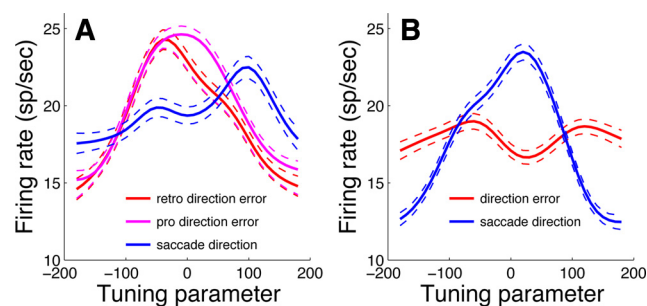 A
B
Firing rate (sp/sec)
25
20
15
10
retro direction error
pro direction error
saccade direction
−200
−100
0
100
200
Tuning parameter
Firing rate (sp/sec)
25
20
15
10
direction error
saccade direction
−200
−100
0
100
200
Tuning parameter